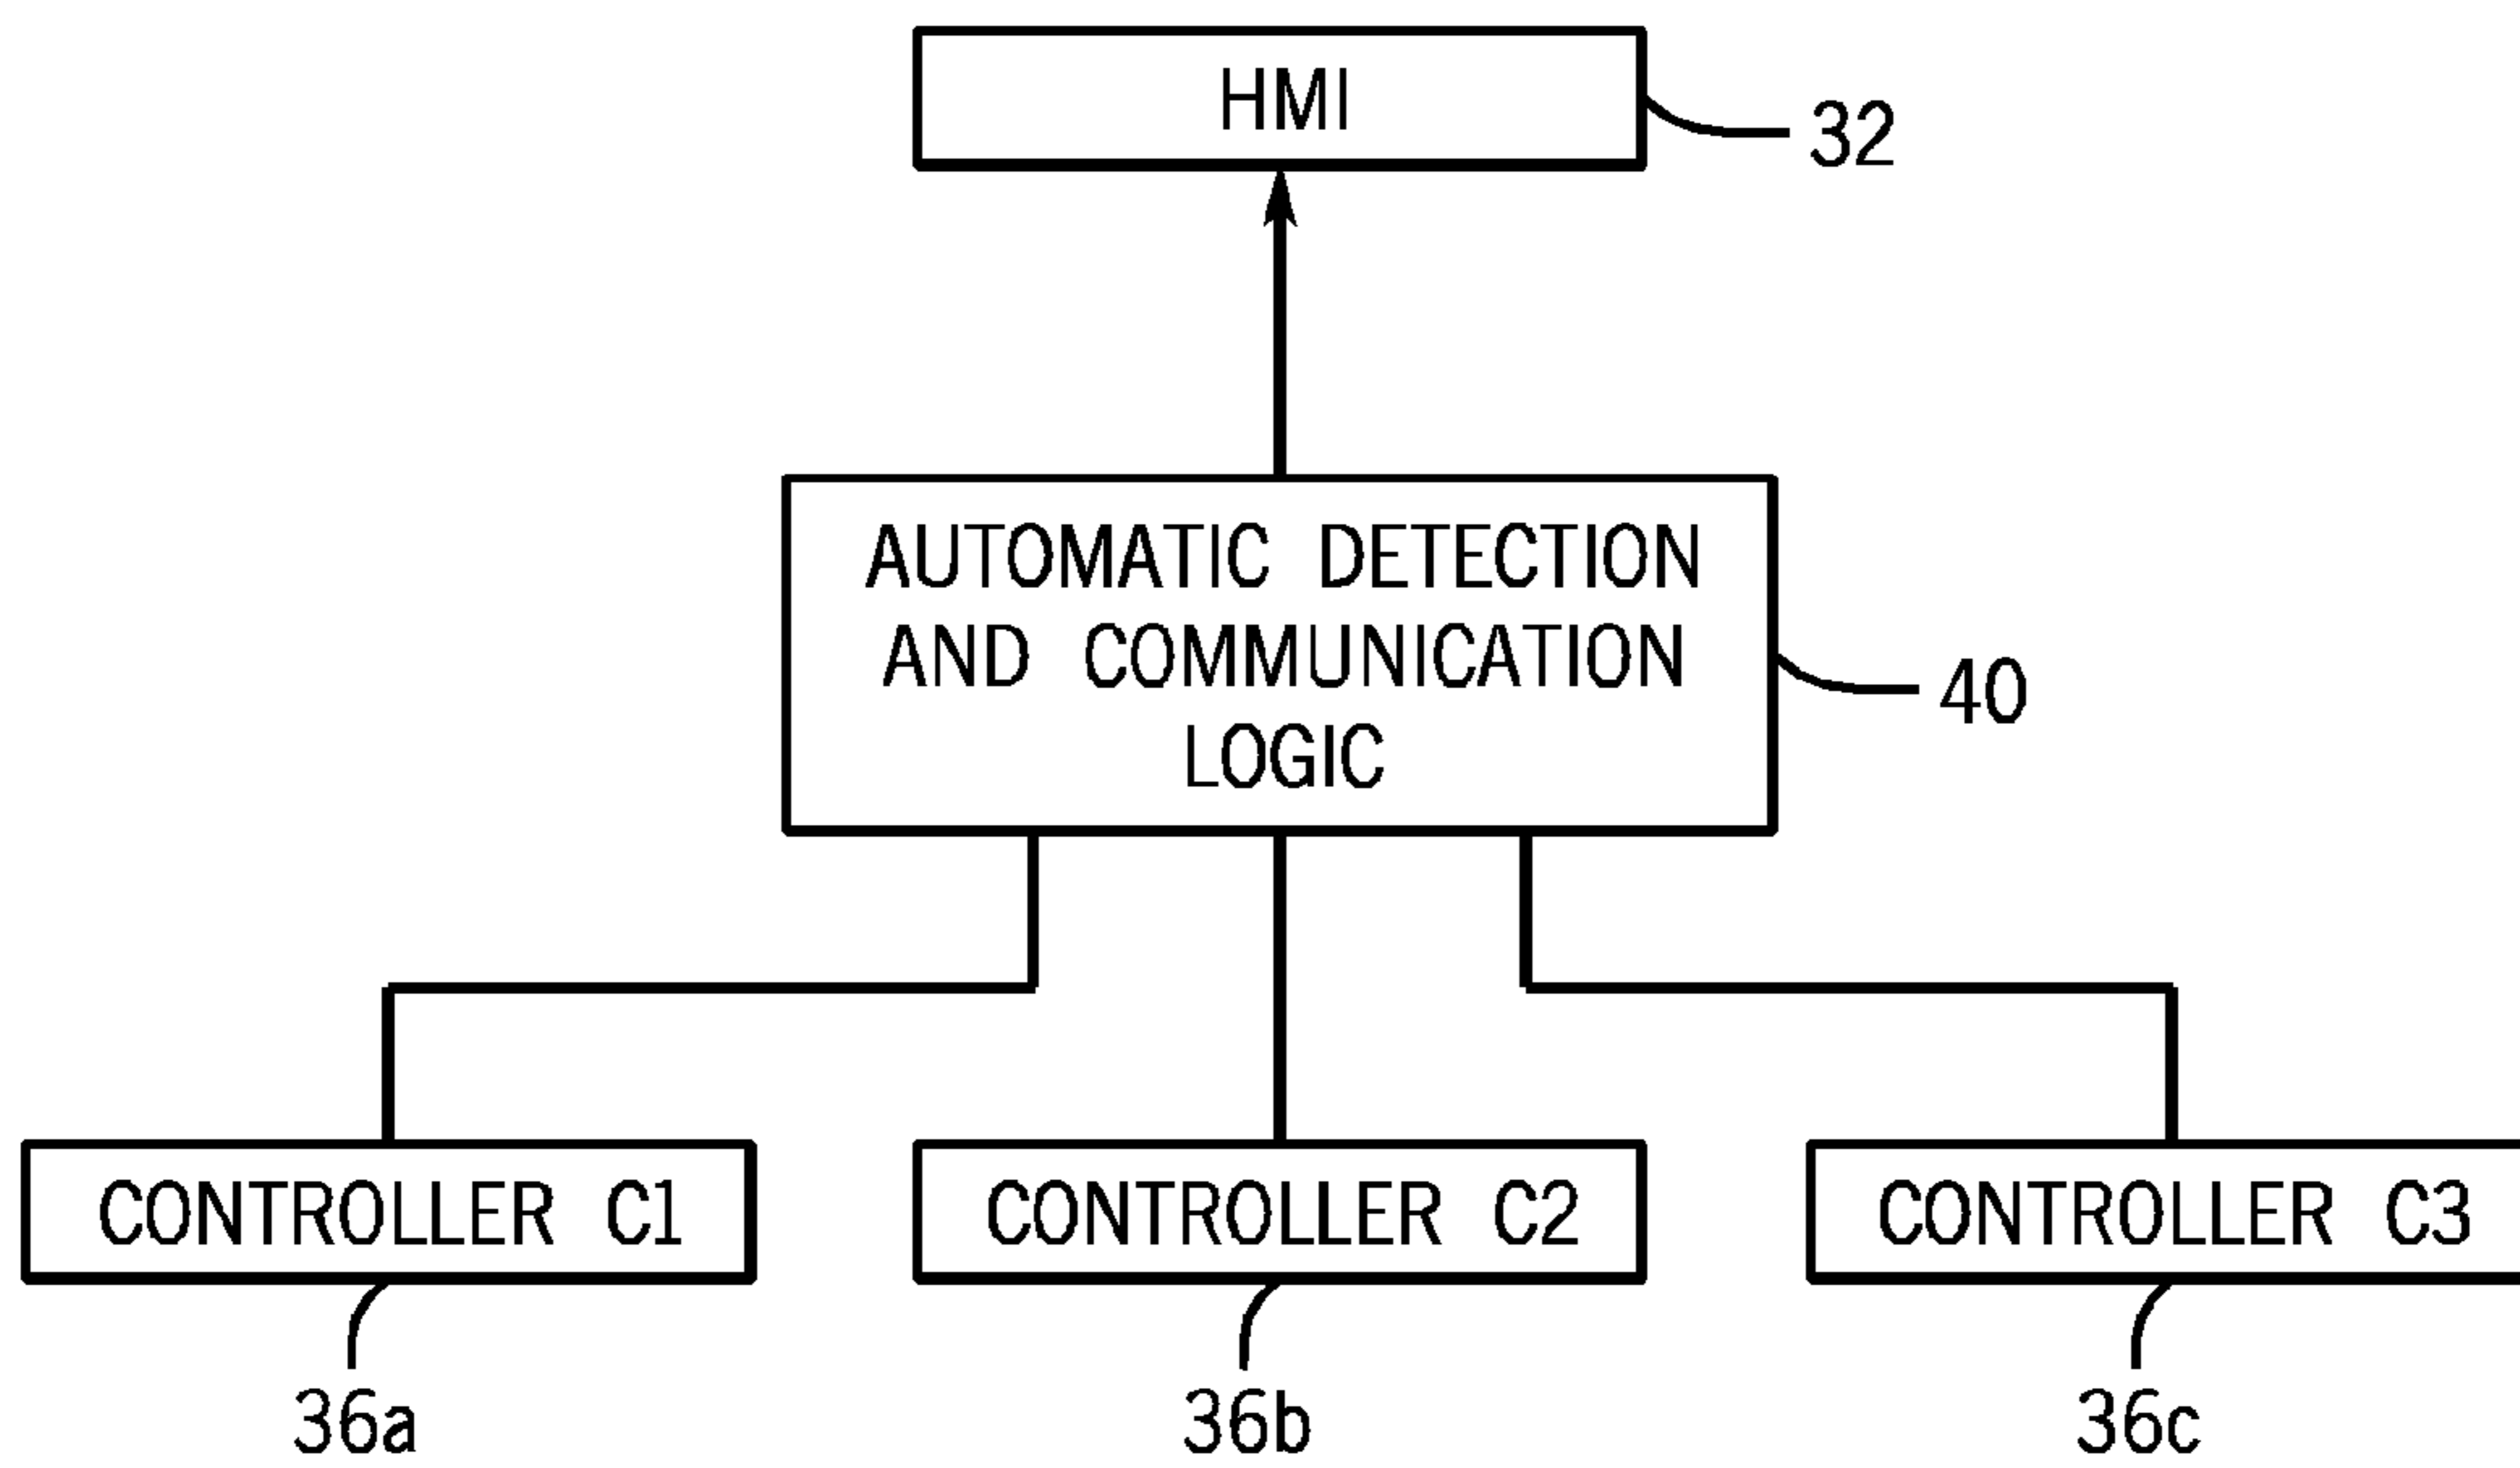 HMI
32
AUTOMATIC DETECTION
AND COMMUNICATION
LOGIC
40
CONTROLLER C1
CONTROLLER C2
CONTROLLER C3
36a
36b
36c